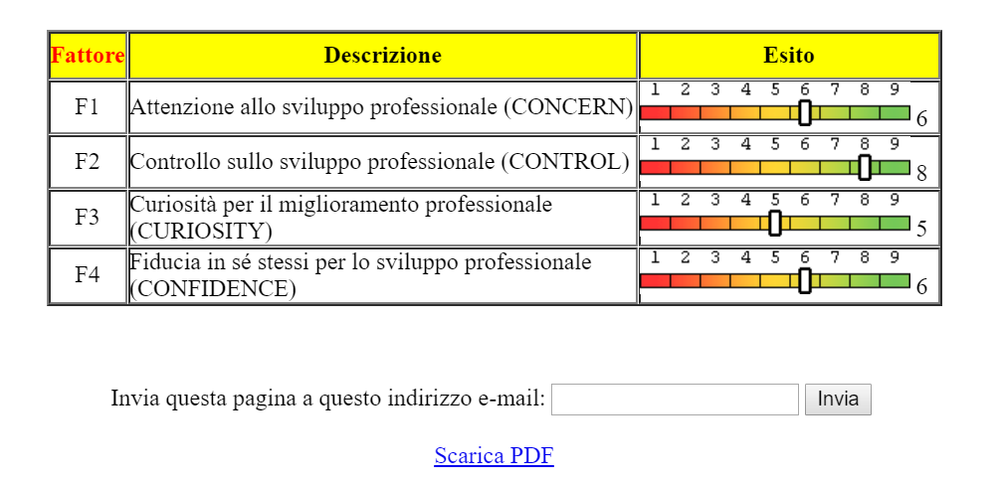 Fattore Descrizione Esito
F1 Attenzione allo sviluppo professionale (CONCERN) 1 2 3 4 5 6 7 8 9 6
F2 Controllo sullo sviluppo professionale (CONTROL) 1 2 3 4 5 6 7 8 9 8
F3 Curiosità per il miglioramento professionale
(CURIOSITY) 1 2 3 4 5 6 7 8 9 5
F4 Fiducia in sé stessi per lo sviluppo professionale
(CONFIDENCE) 1 2 3 4 5 6 7 8 9 6
Invia questa pagina a questo indirizzo e-mail: Invia
Scarica PDF